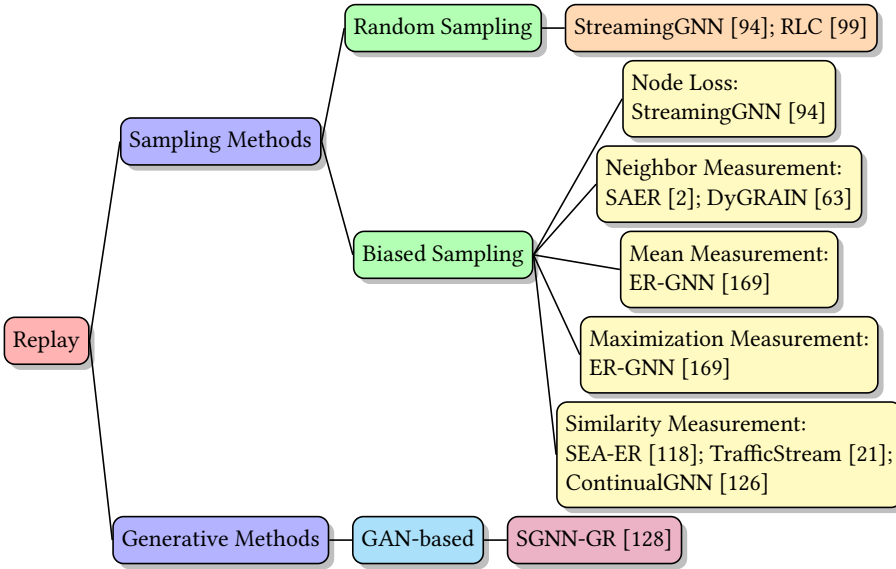 Random Sampling
StreamingGNN [94]; RLC [99]
Node Loss:
StreamingGNN [94]
Sampling Methods
Neighbor Measurement:
SAER [2]; DyGRAIN [63]
Biased Sampling
Mean Measurement:
ER-GNN [169]
Replay
Maximization Measurement:
ER-GNN [169]
Similarity Measurement:
SEA-ER [118]; TrafficStream [21];
ContinualGNN [126]
Generative Methods
GAN-based
SGNN-GR [128]